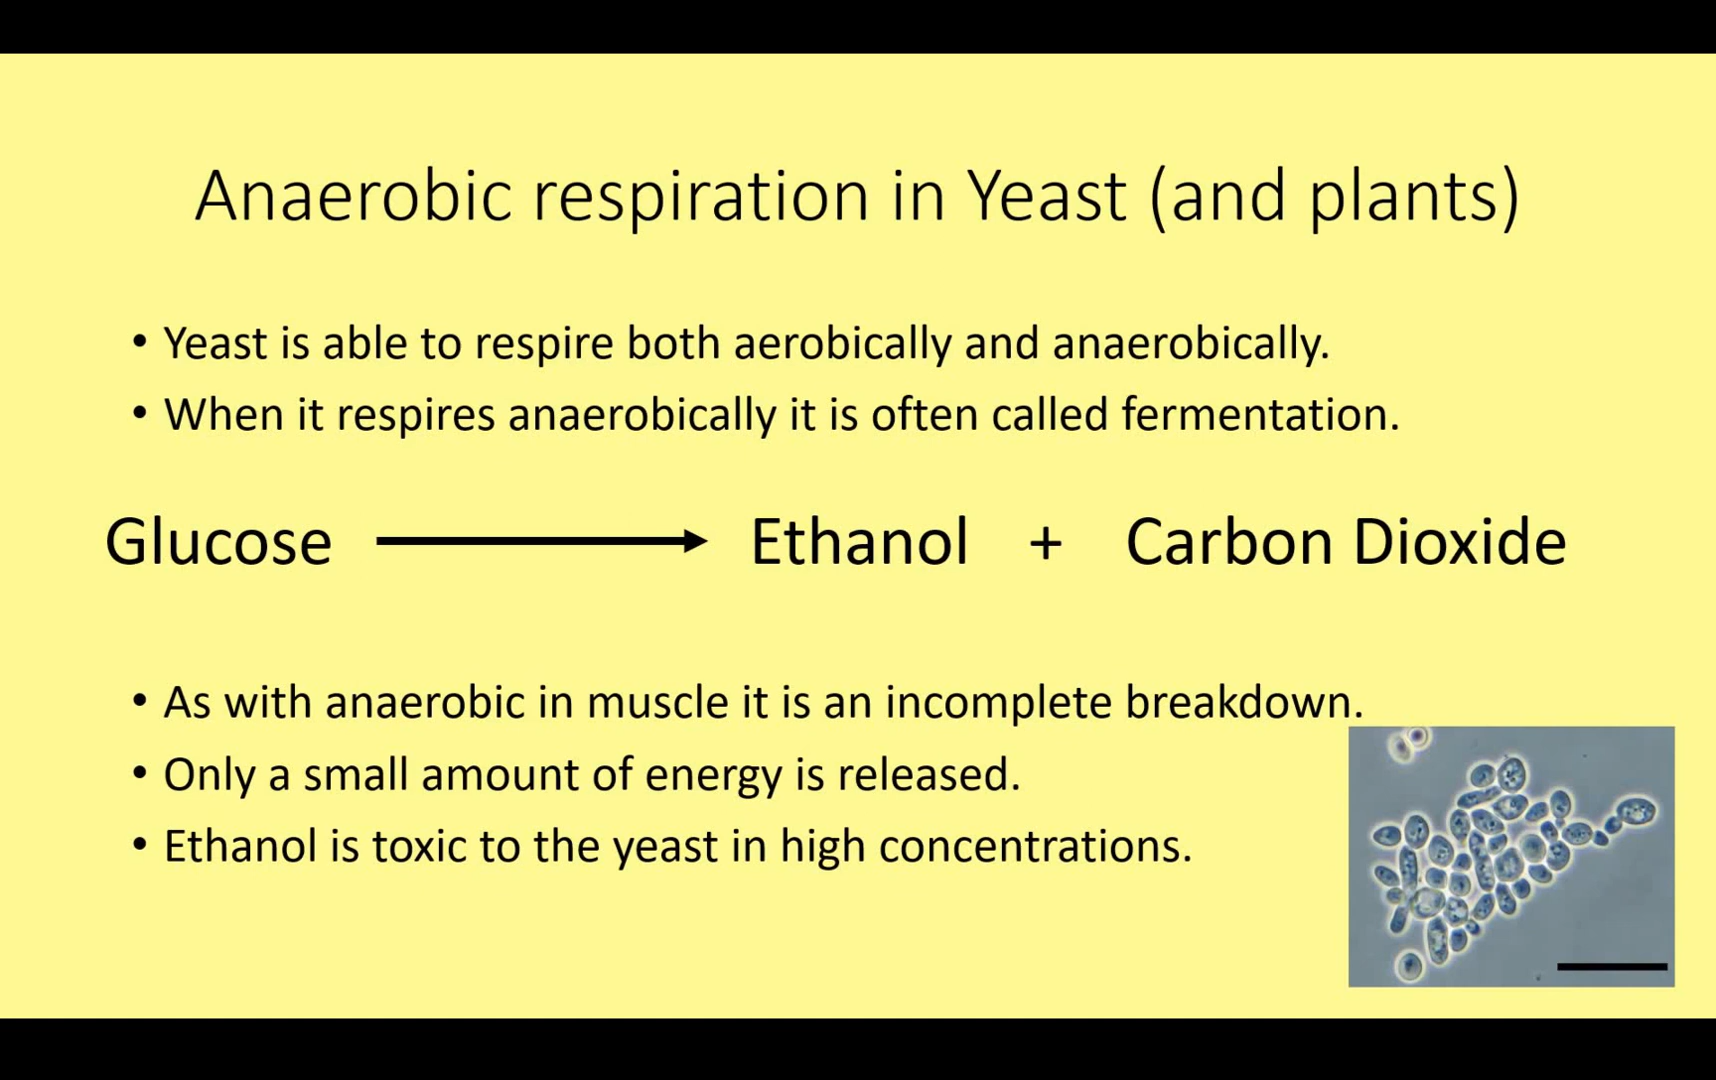 Anaerobic respiration in Yeast (and plants)
• Yeast is able to respire both aerobically and anaerobically.
• When it respires anaerobically it is often called fermentation.
Glucose → Ethanol + Carbon Dioxide
• As with anaerobic in muscle it is an incomplete breakdown.
• Only a small amount of energy is released.
• Ethanol is toxic to the yeast in high concentrations.